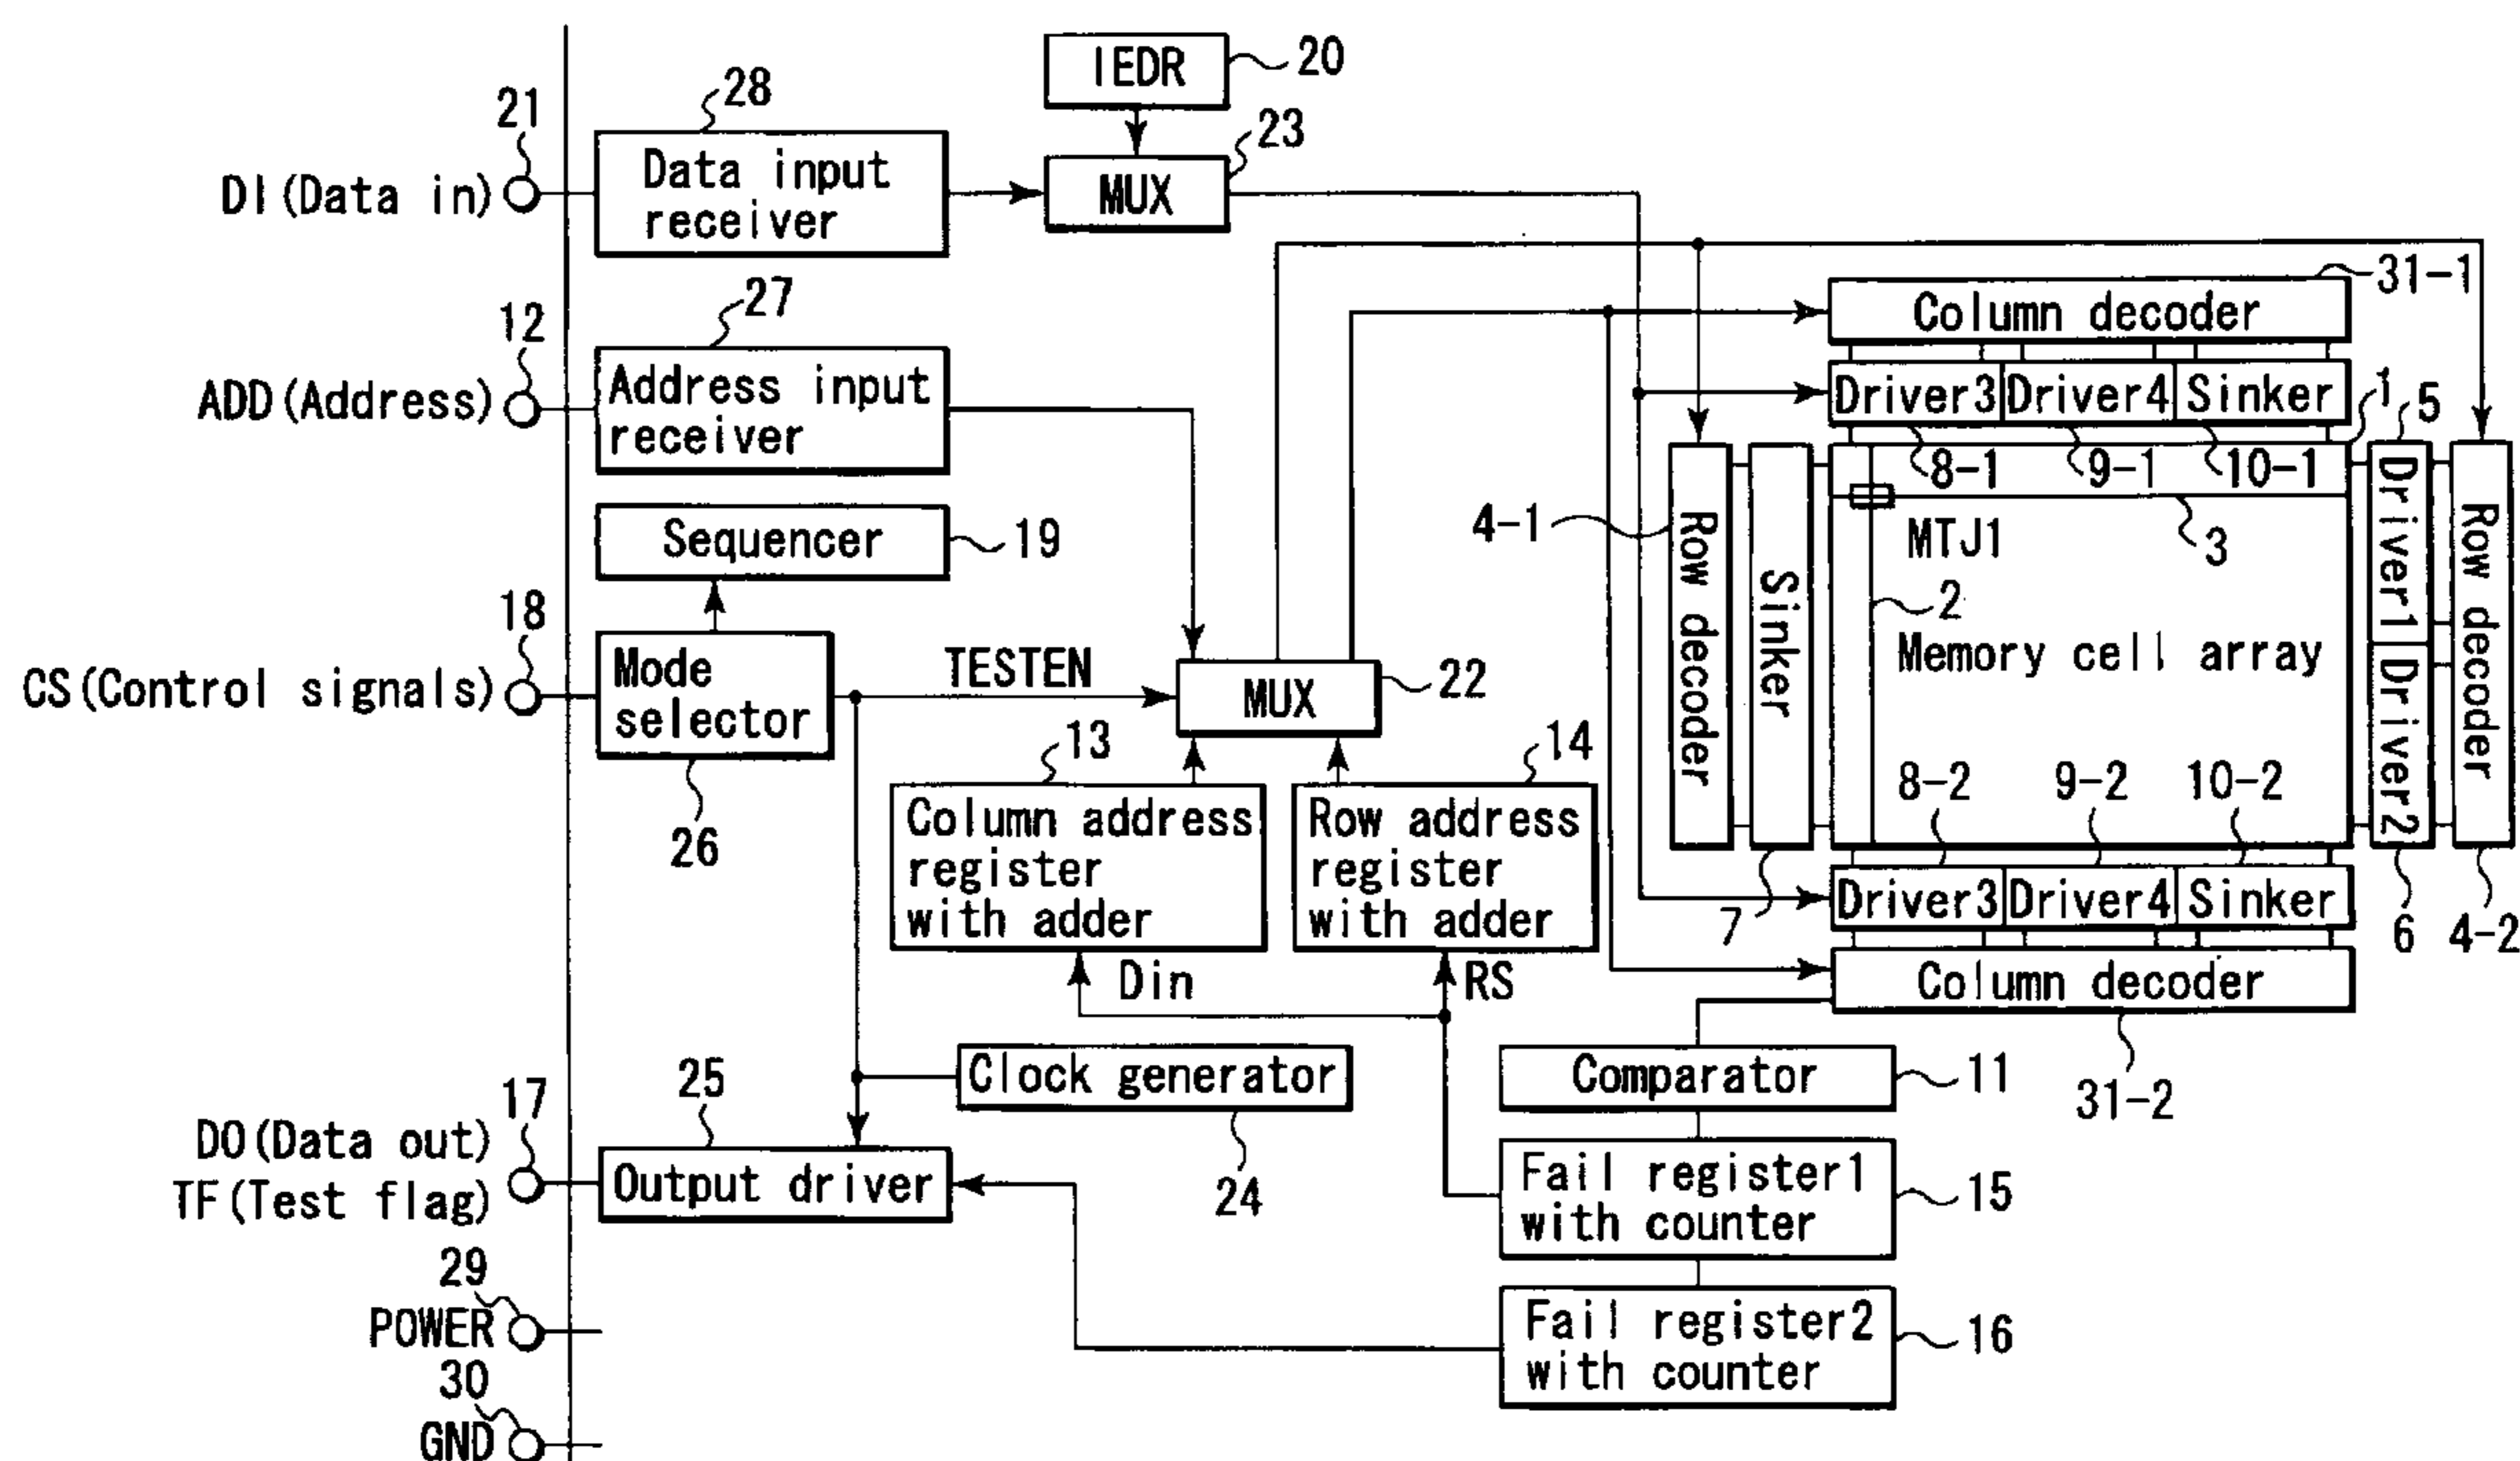 IEDR
20
28
21
23
DI(Data in)
Data input
receiver
MUX
31-1
27
12
Column decoder
ADD(Address)
Address input
receiver
Driver3
Driver4
Sinker
1
5
8-1
9-1
10-1
Sequencer
19
4-1
Row decoder
Sinker
MTJ1
3
Driver1
Row decoder
18
2
CS(Control signals)
Mode
selector
TESTEN
MUX
22
Memory cell array
Driver2
26
13
14
8-2
9-2
10-2
Column address
register
with adder
Row address
register
with adder
7
Driver3
Driver4
Sinker
6
4-2
Din
RS
Column decoder
31-2
17
25
Clock generator
24
Comparator
11
DO(Data out)
TF(Test flag)
Output driver
Fail register1
with counter
15
29
POWER
Fail register2
with counter
16
30
GND